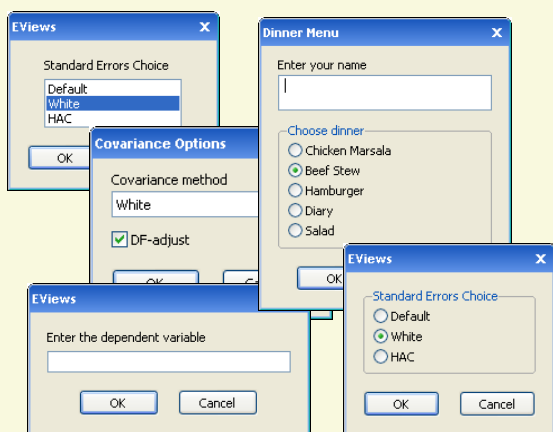 EViews
Standard Errors Choice
Default
White
HAC
OK
Covariance Options
Covariance method
White
DF-adjust
OK
Dinner Menu
Enter your name
Choose dinner
Chicken Marsala
Beef Stew
Hamburger
Diary
Salad
OK
EViews
Enter the dependent variable
OK
Cancel
EViews
Standard Errors Choice
Default
White
HAC
OK
Cancel